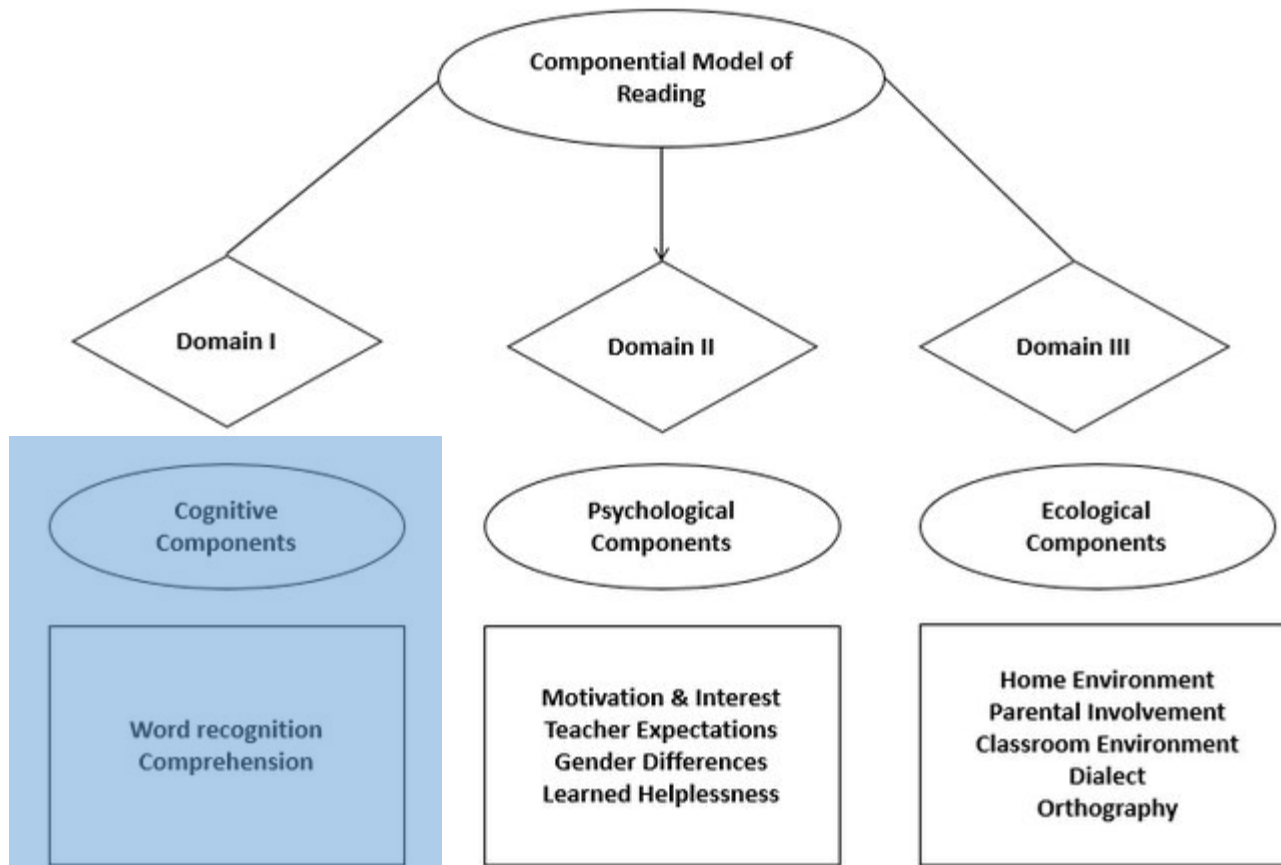 Componential Model of
Reading
Domain I
Domain II
Domain III
Cognitive
Components
Psychological
Components
Ecological
Components
Word recognition
Comprehension
Motivation & Interest
Teacher Expectations
Gender Differences
Learned Helplessness
Home Environment
Parental Involvement
Classroom Environment
Dialect
Orthography